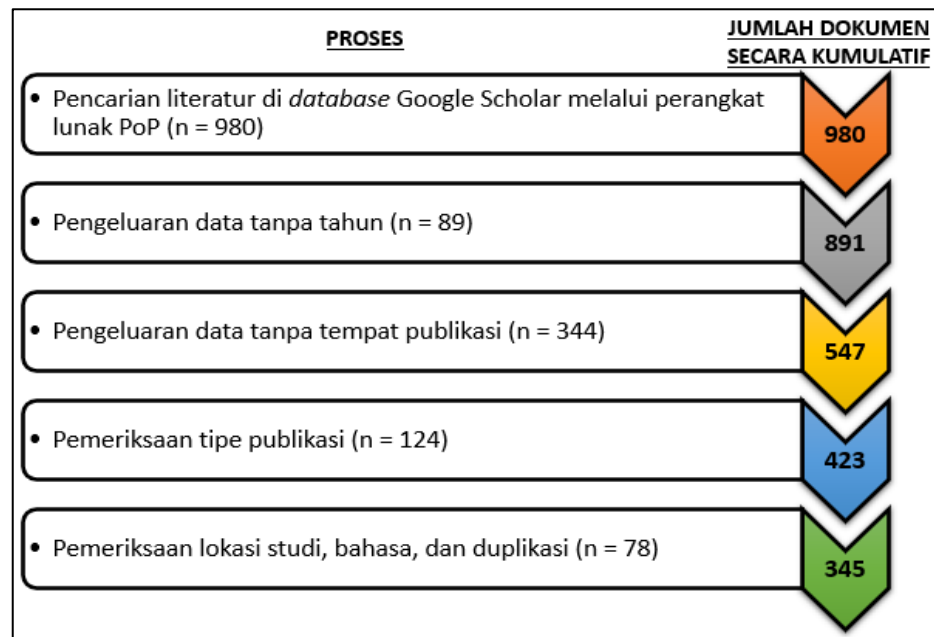 PROSES
JUMLAH DOKUMEN
SECARA KUMULATIF
• Pencarian literatur di database Google Scholar melalui perangkat
lunak PoP (n = 980)
980
• Pengeluaran data tanpa tahun (n = 89)
891
• Pengeluaran data tanpa tempat publikasi (n = 344)
547
• Pemeriksaan tipe publikasi (n = 124)
423
• Pemeriksaan lokasi studi, bahasa, dan duplikasi (n = 78)
345